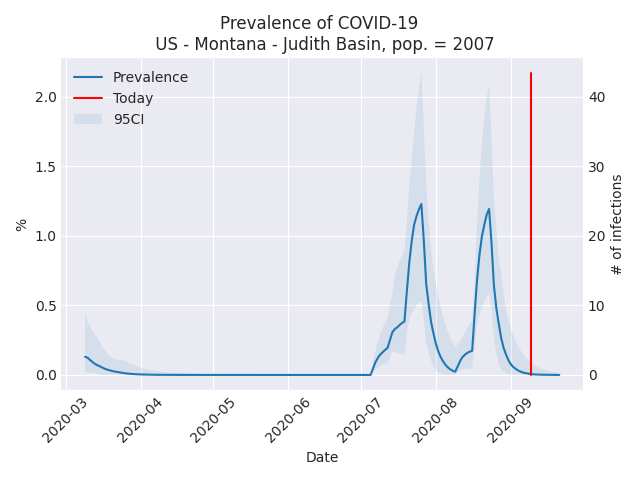 Prevalence of COVID-19
US - Montana - Judith Basin, pop. = 2007
Prevalence
Today
95CI
2.0
1.5
1.0
0.5
0.0
%
40
30
20
10
0
# of infections
2020-03
2020-04
2020-05
2020-06
2020-07
2020-08
2020-09
Date